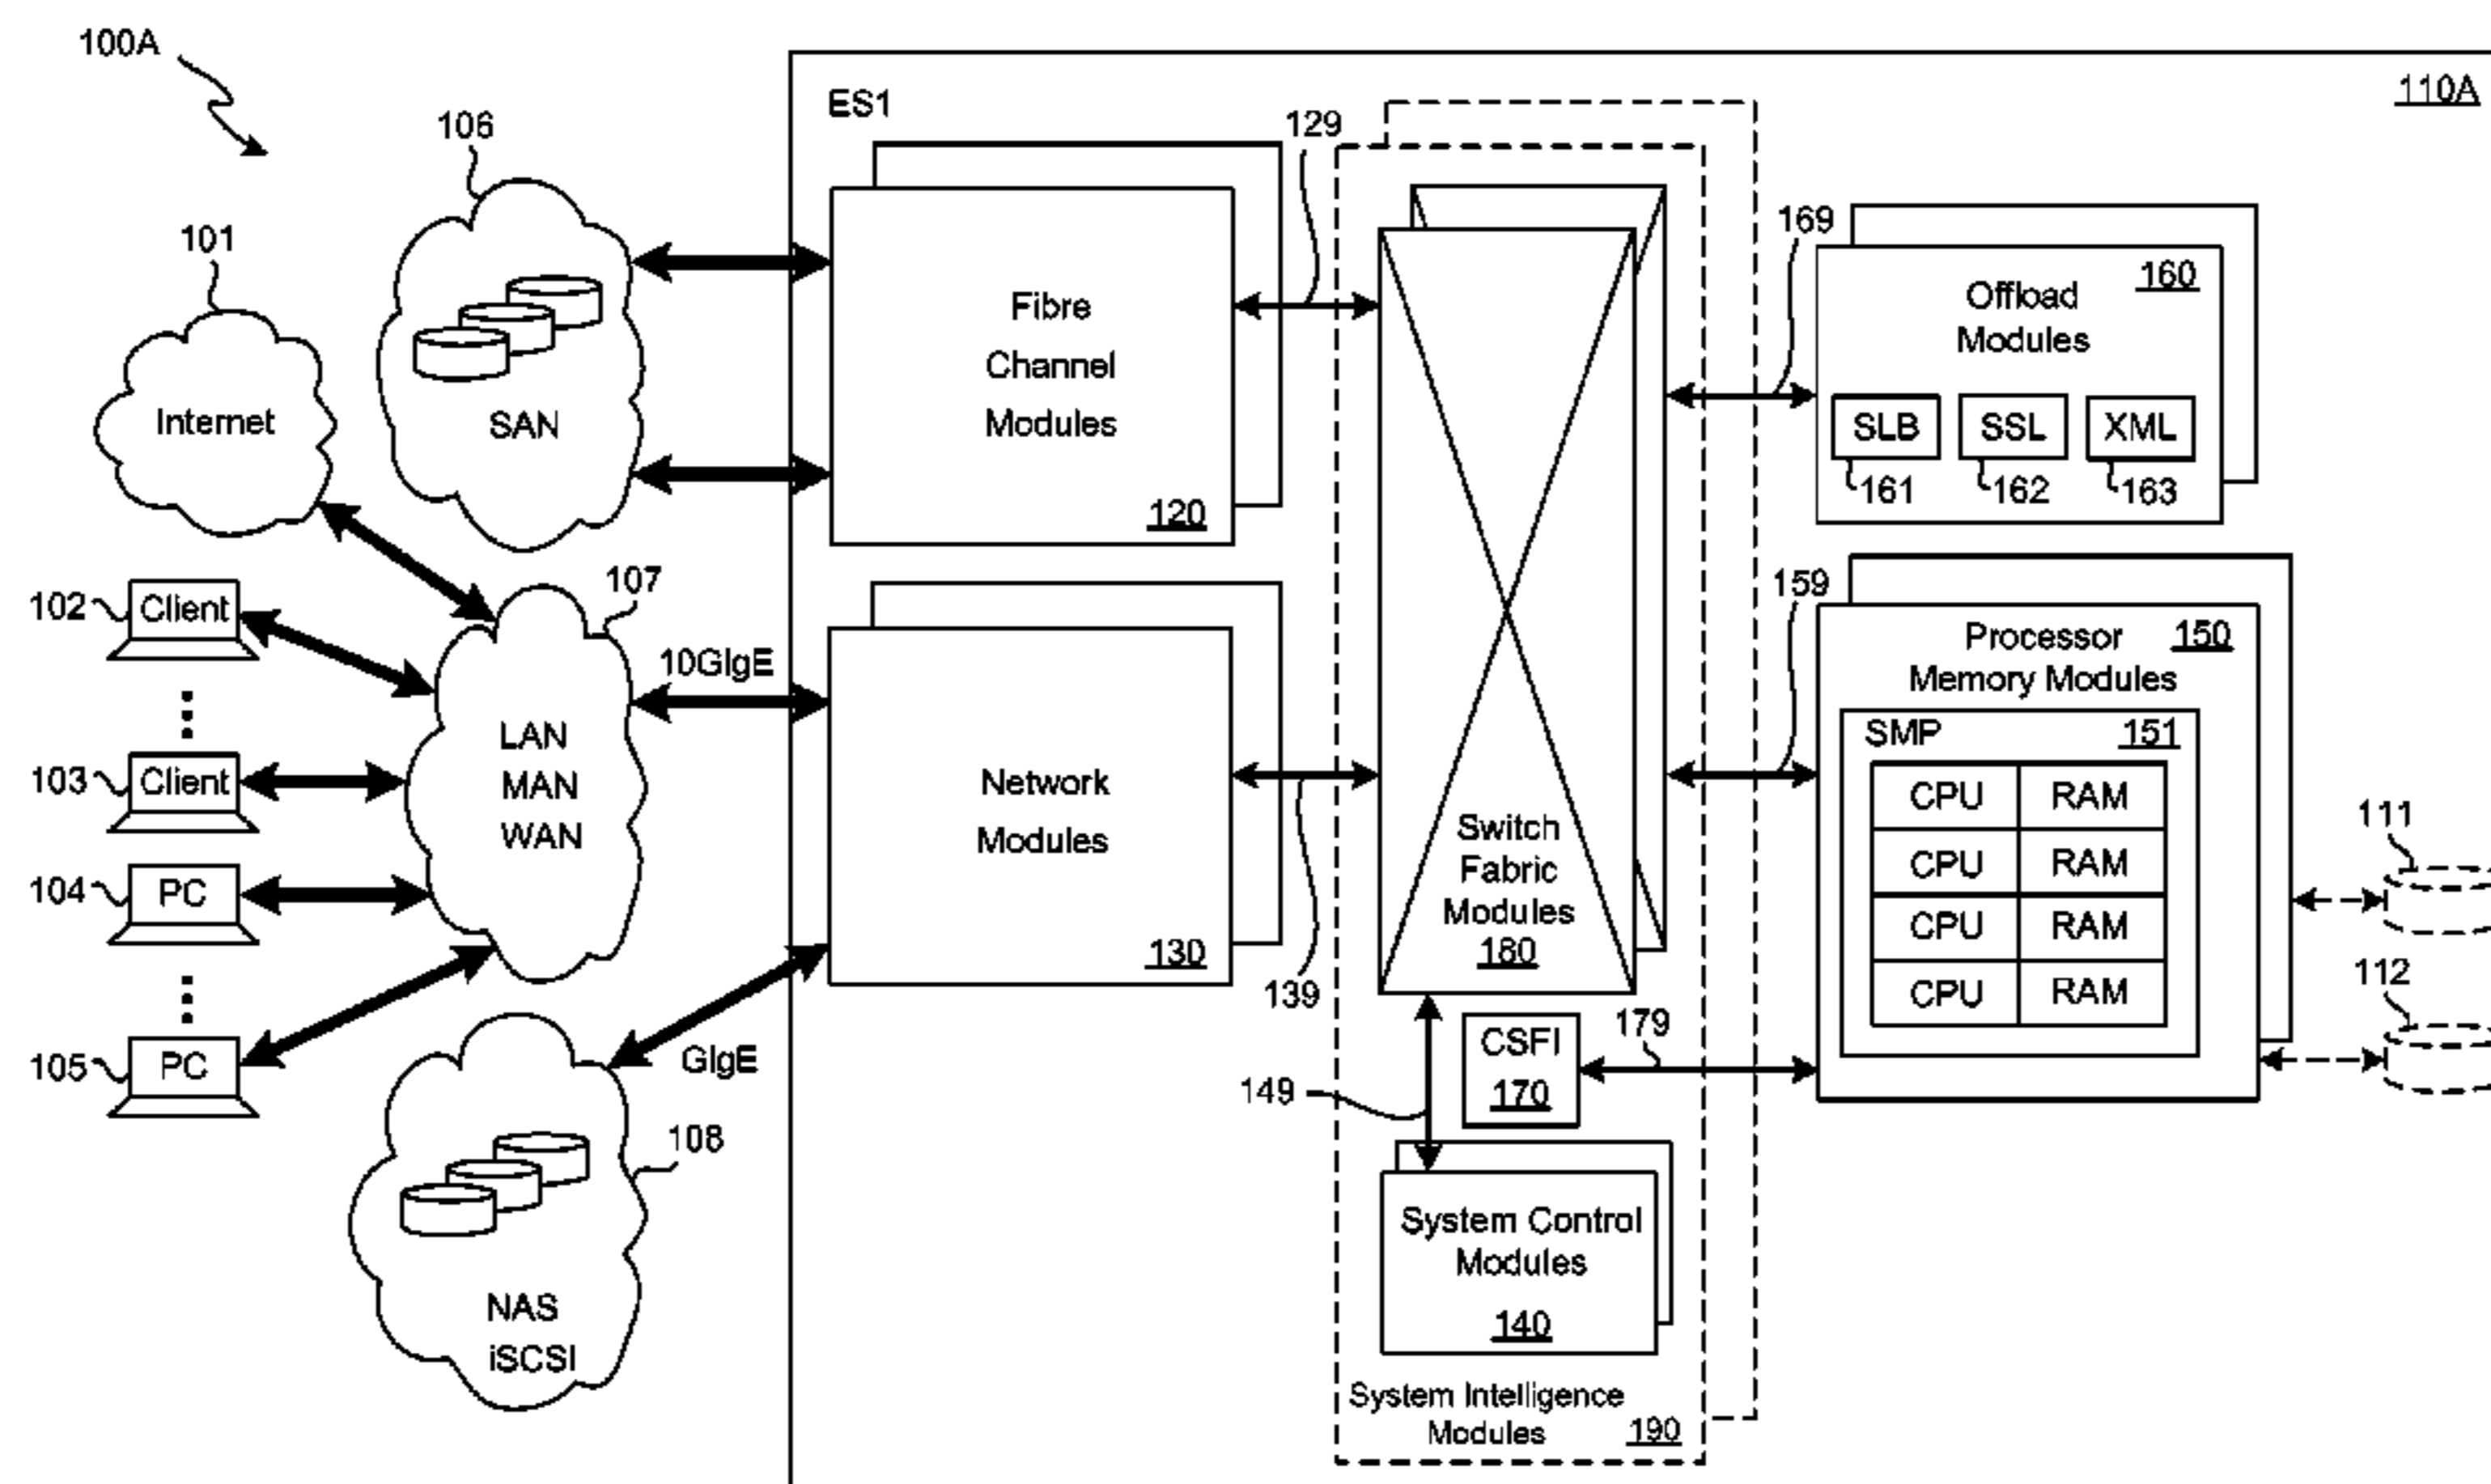 100A
ES1
110A
106
SAN
101
Internet
Fibre
Channel
Modules
120
129
169
Offload
Modules
160
SLB
SSL
XML
161
162
163
102
Client
103
Client
104
PC
105
PC
107
LAN
MAN
WAN
10GIgE
GIgE
108
NAS
iSCSI
Network
Modules
130
139
Switch
Fabric
Modules
180
159
Processor
Memory Modules
150
SMP
151
CPU RAM
CPU RAM
CPU RAM
CPU RAM
111
112
CSFI
170
179
149
System Control
Modules
140
System Intelligence
Modules
190